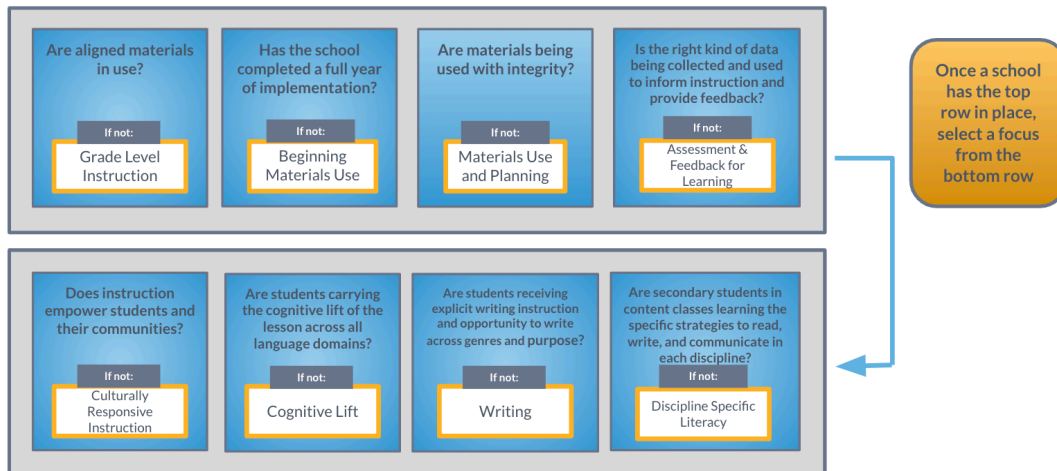 Are aligned materials
in use?
If not:
Grade Level
Instruction
Has the school
completed a full year
of implementation?
If not:
Beginning
Materials Use
Are materials being
used with integrity?
If not:
Materials Use
and Planning
Is the right kind of data
being collected and used
to inform instruction and
provide feedback?
If not:
Assessment &
Feedback for
Learning
Once a school
has the top
row in place,
select a focus
from the
bottom row
Does instruction
empower students and
their communities?
If not:
Culturally
Responsive
Instruction
Are students carrying
the cognitive lift of the
lesson across all
language domains?
If not:
Cognitive Lift
Are students receiving
explicit writing instruction
and opportunity to write
across genres and purpose?
If not:
Writing
Are secondary students in
content classes learning the
specific strategies to read,
write, and communicate in
each discipline?
If not:
Discipline Specific
Literacy